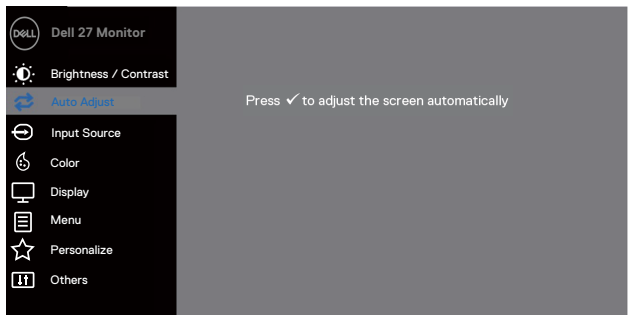 DELL
Dell 27 Monitor
Brightness / Contrast
Auto Adjust
Press ✓ to adjust the screen automatically
Input Source
Color
Display
Menu
Personalize
Others